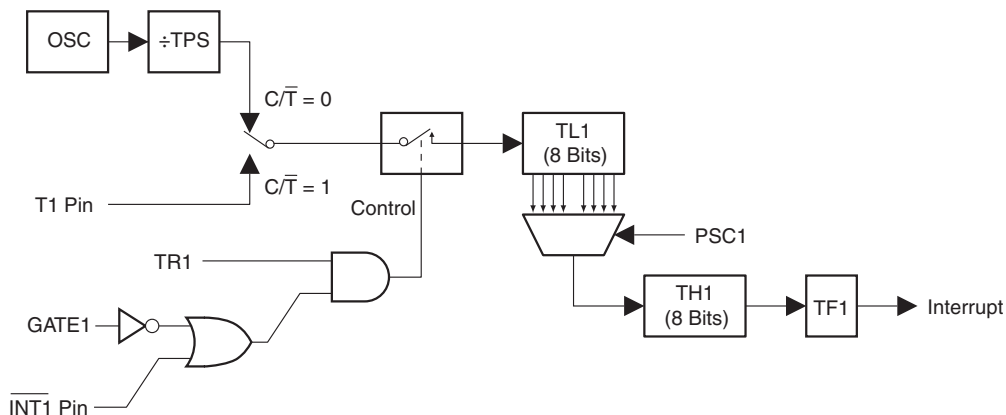 OSC
÷TPS
C/T̅ = 0
TL1
(8 Bits)
C/T̅ = 1
T1 Pin
Control
PSC1
TR1
TH1
(8 Bits)
TF1
Interrupt
GATE1
I̅N̅T̅1̅ Pin